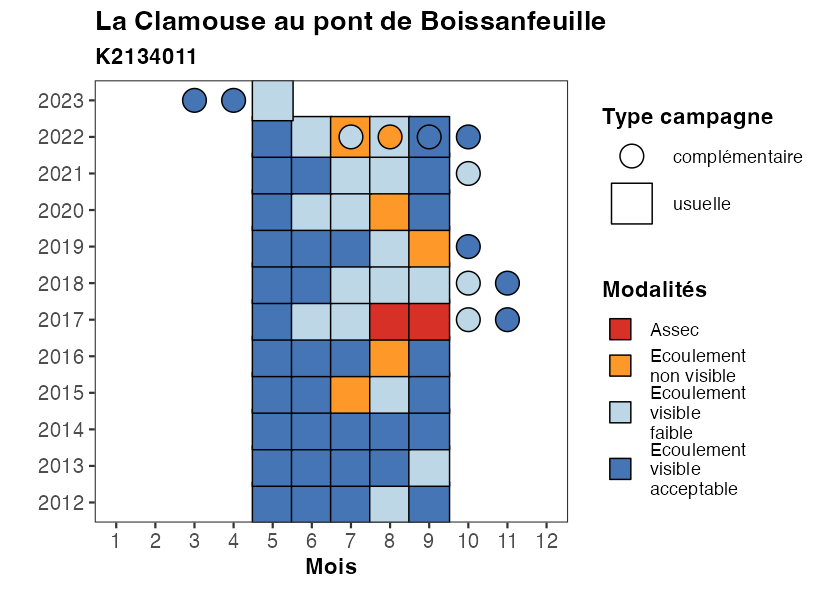 La Clamouse au pont de Boissanfeuille
K2134011
2023
2022
2021
2020
2019
2018
2017
2016
2015
2014
2013
2012
1 2 3 4 5 6 7 8 9 10 11 12
Mois
Type campagne
complémentaire
usuelle
Modalités
Assec
Ecoulement
non visible
Ecoulement
visible
faible
Ecoulement
visible
acceptable